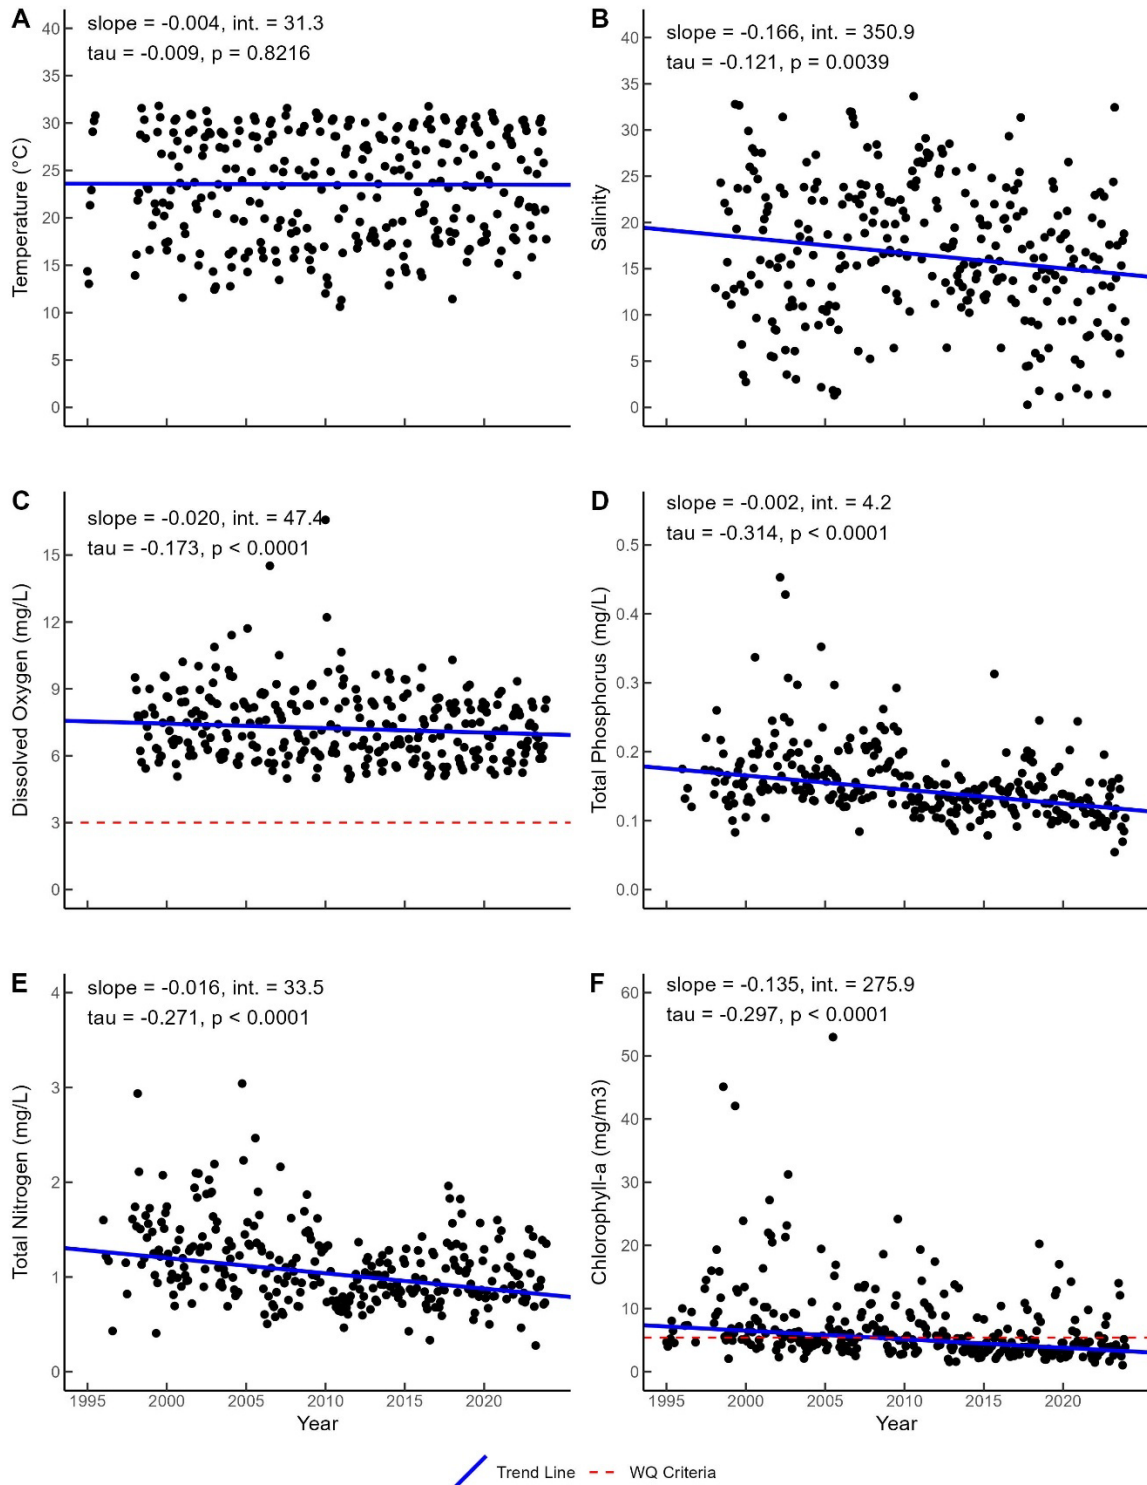 A
slope = -0.004, int. = 31.3
tau = -0.009, p = 0.8216
Temperature (°C)
40
35
30
25
20
15
10
5
0
B
slope = -0.166, int. = 350.9
tau = -0.121, p = 0.0039
Salinity
40
30
20
10
0
C
slope = -0.020, int. = 47.4
tau = -0.173, p < 0.0001
Dissolved Oxygen (mg/L)
15
12
9
6
3
0
D
slope = -0.002, int. = 4.2
tau = -0.314, p < 0.0001
Total Phosphorus (mg/L)
0.5
0.4
0.3
0.2
0.1
0.0
E
slope = -0.016, int. = 33.5
tau = -0.271, p < 0.0001
Total Nitrogen (mg/L)
4
3
2
1
0
1995 2000 2005 2010 2015 2020
Year
F
slope = -0.135, int. = 275.9
tau = -0.297, p < 0.0001
Chlorophyll-a (mg/m3)
60
50
40
30
20
10
0
1995 2000 2005 2010 2015 2020
Year
Trend Line WQ Criteria